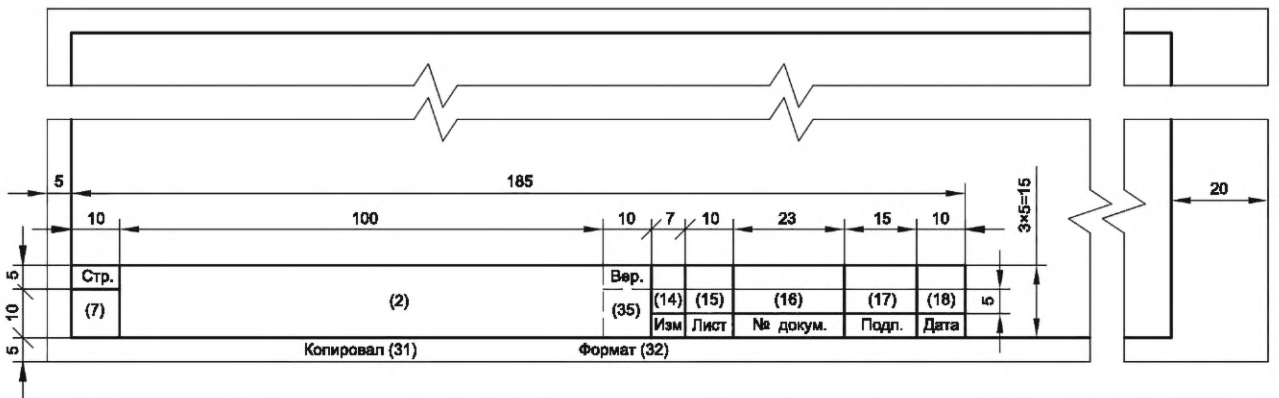 5 185 20
10 100 10 7 10 23 15 10 3×5=15
5 Стр. Вер.
10 (7) (2) (35) (14) (15) (16) (17) (18) 5
Изм Лист № докум. Подп. Дата
5 Копировал (31) Формат (32)